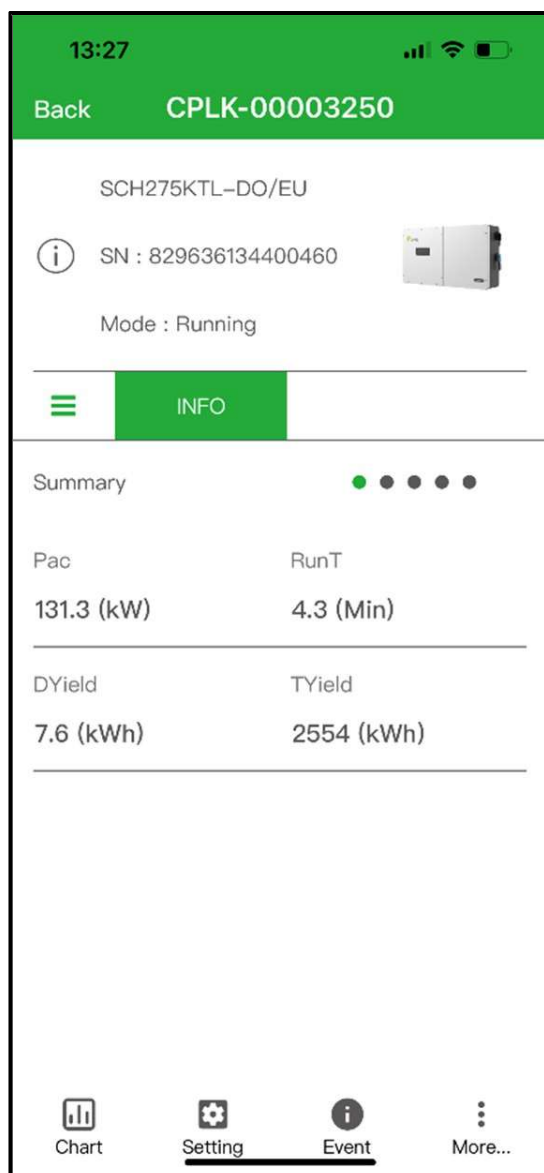 13:27
Back CPLK-00003250
SCH275KTL-DO/EU
SN : 829636134400460
Mode : Running
INFO
Summary
Pac RunT
131.3 (kW) 4.3 (Min)
DYield TYield
7.6 (kWh) 2554 (kWh)
Chart Setting Event More...